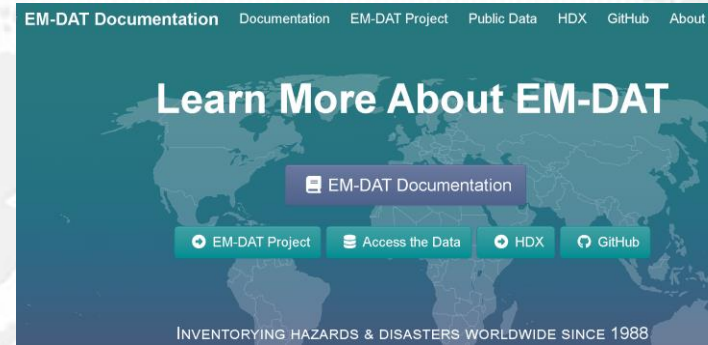 EM-DAT Documentation Documentation EM-DAT Project Public Data HDX GitHub About
Learn More About EM-DAT
EM-DAT Documentation
EM-DAT Project Access the Data HDX GitHub
INVENTORYING HAZARDS & DISASTERS WORLDWIDE SINCE 1988